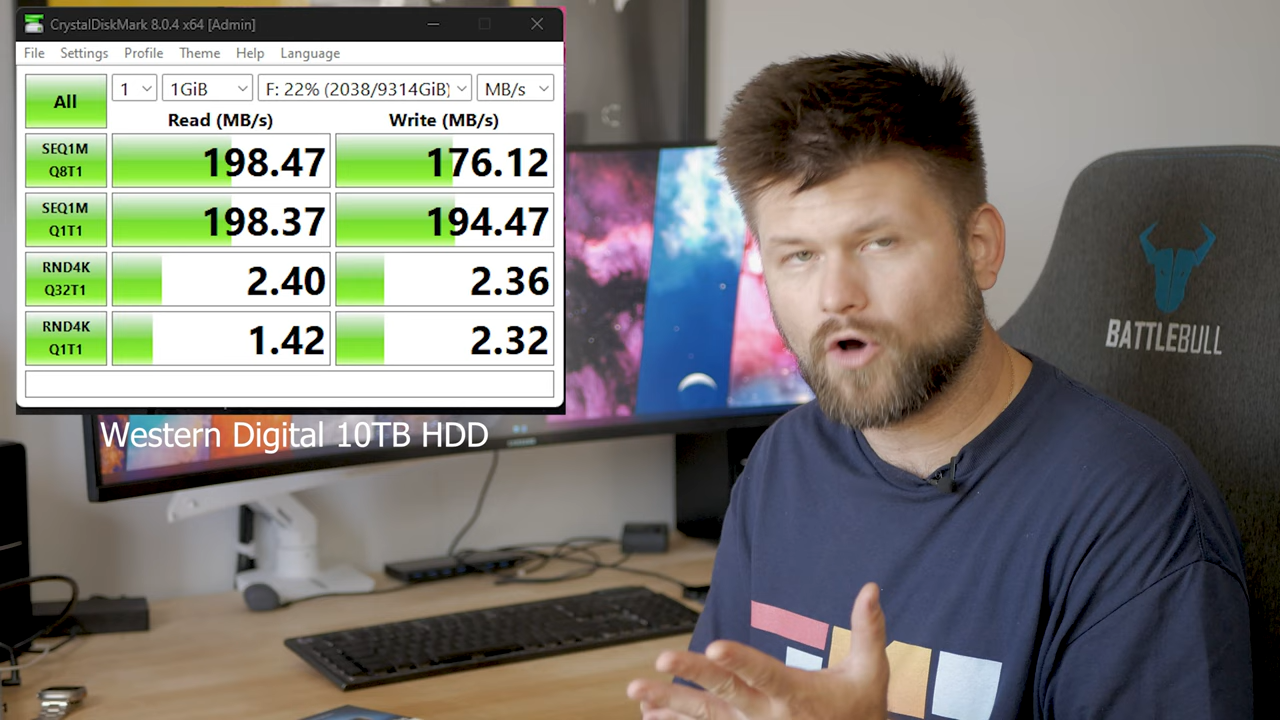 CrystalDiskMark 8.0.4 x64 [Admin]
File Settings Profile Theme Help Language
All 1 1GiB F: 22% (2038/9314GiB) MB/s
Read (MB/s) Write (MB/s)
SEQ1M
Q8T1
198.47 176.12
SEQ1M
Q1T1
198.37 194.47
RND4K
Q32T1
2.40 2.36
RND4K
Q1T1
1.42 2.32
Western Digital 10TB HDD
BATTLEBULL